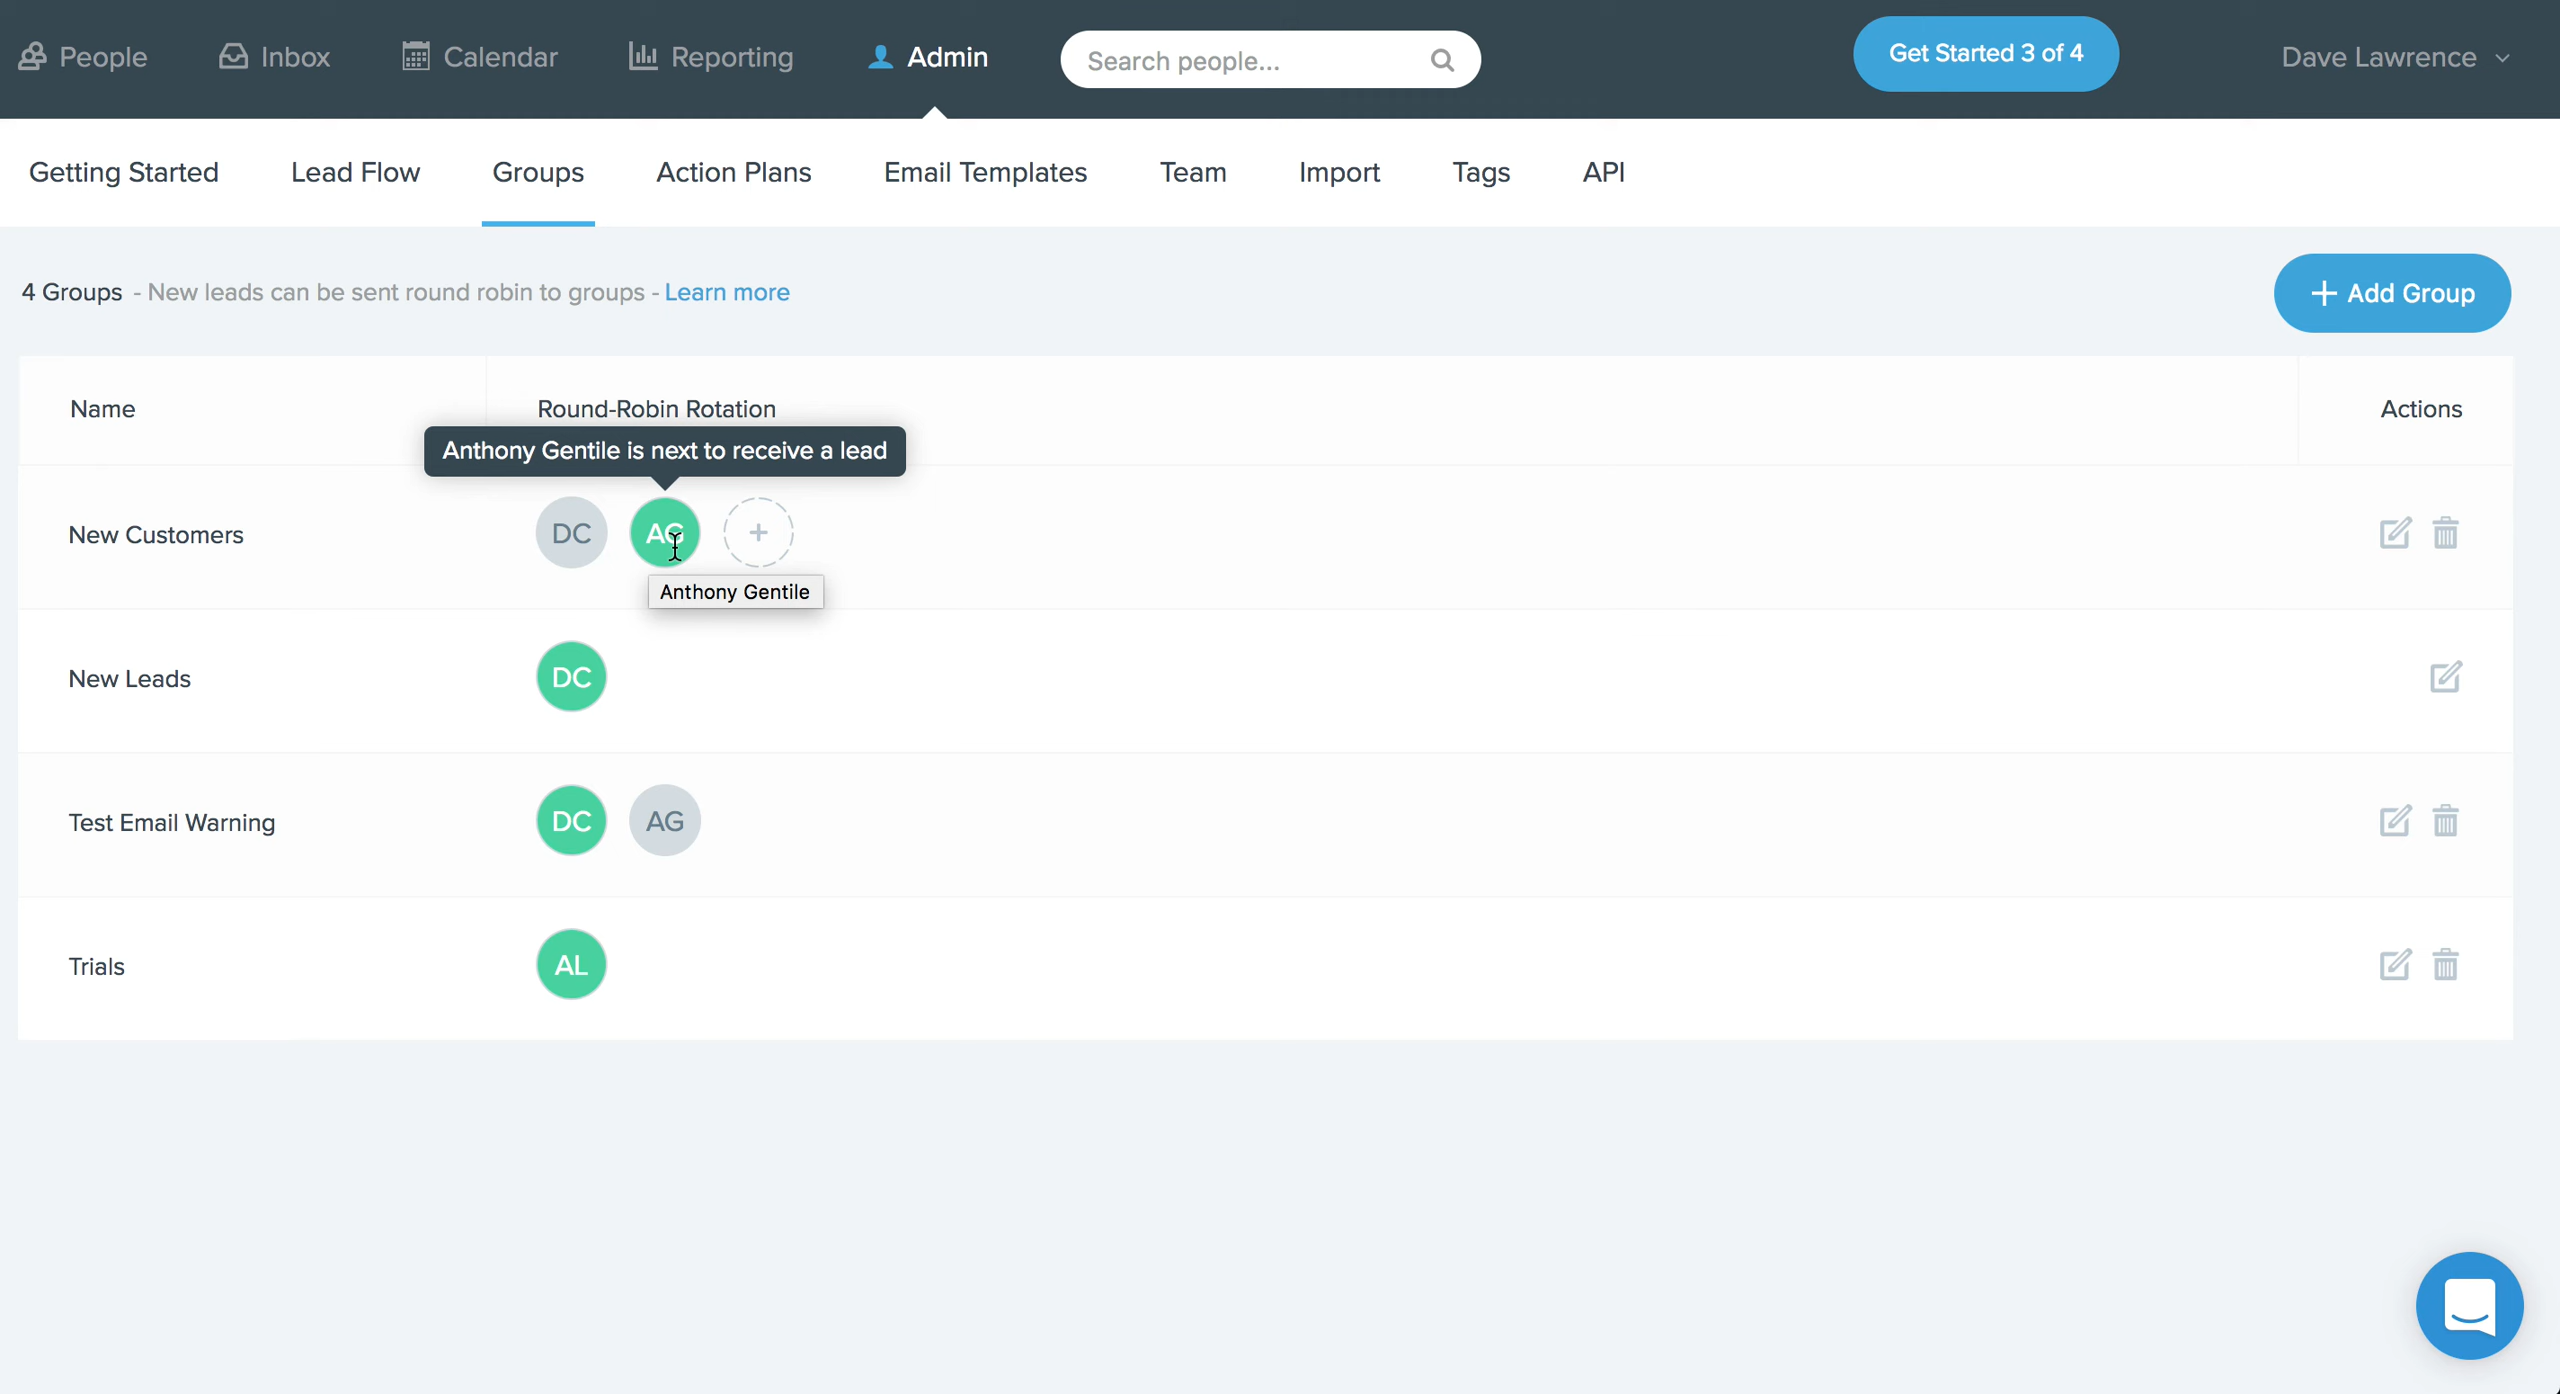 People
Inbox
Calendar
Reporting
Admin
Search people...
Get Started 3 of 4
Dave Lawrence
Getting Started
Lead Flow
Groups
Action Plans
Email Templates
Team
Import
Tags
API
4 Groups - New leads can be sent round robin to groups - Learn more
+ Add Group
Name
Round-Robin Rotation
Actions
Anthony Gentile is next to receive a lead
New Customers
DC
AG
+
Anthony Gentile
New Leads
DC
Test Email Warning
DC
AG
Trials
AL